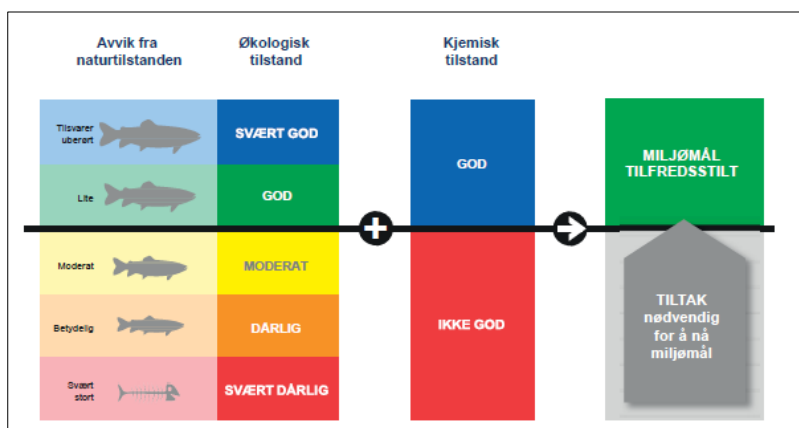 Avvik fra
naturtilstanden
Økologisk
tilstand
Kjemisk
tilstand
Tilsvarer
uberørt
SVÆRT GOD
Lite
GOD
Moderat
MODERAT
Betydelig
DÅRLIG
Svært
stort
SVÆRT DÅRLIG
GOD
IKKE GOD
MILJØMÅL
TILFREDSSTILT
TILTAK
nødvendig
for å nå
miljømål